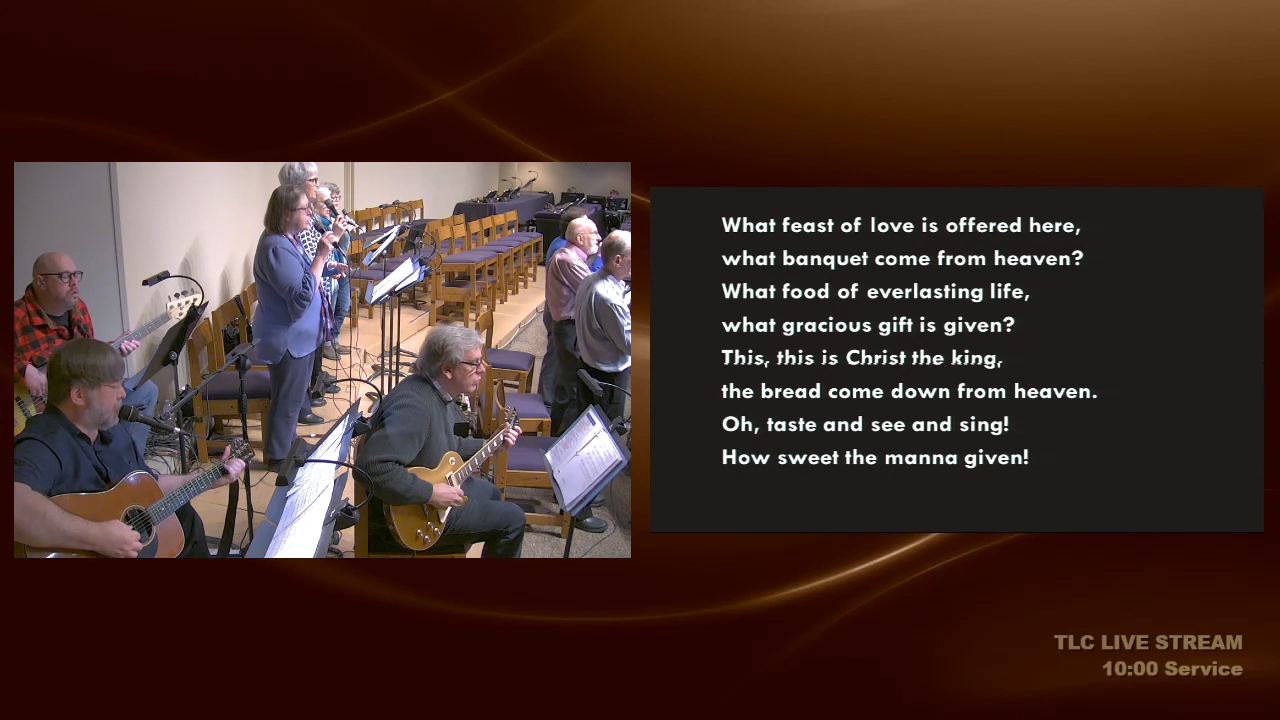 What feast of love is offered here,
what banquet come from heaven?
What food of everlasting life,
what gracious gift is given?
This, this is Christ the king,
the bread come down from heaven.
Oh, taste and see and sing!
How sweet the manna given!
TLC LIVE STREAM
10:00 Service